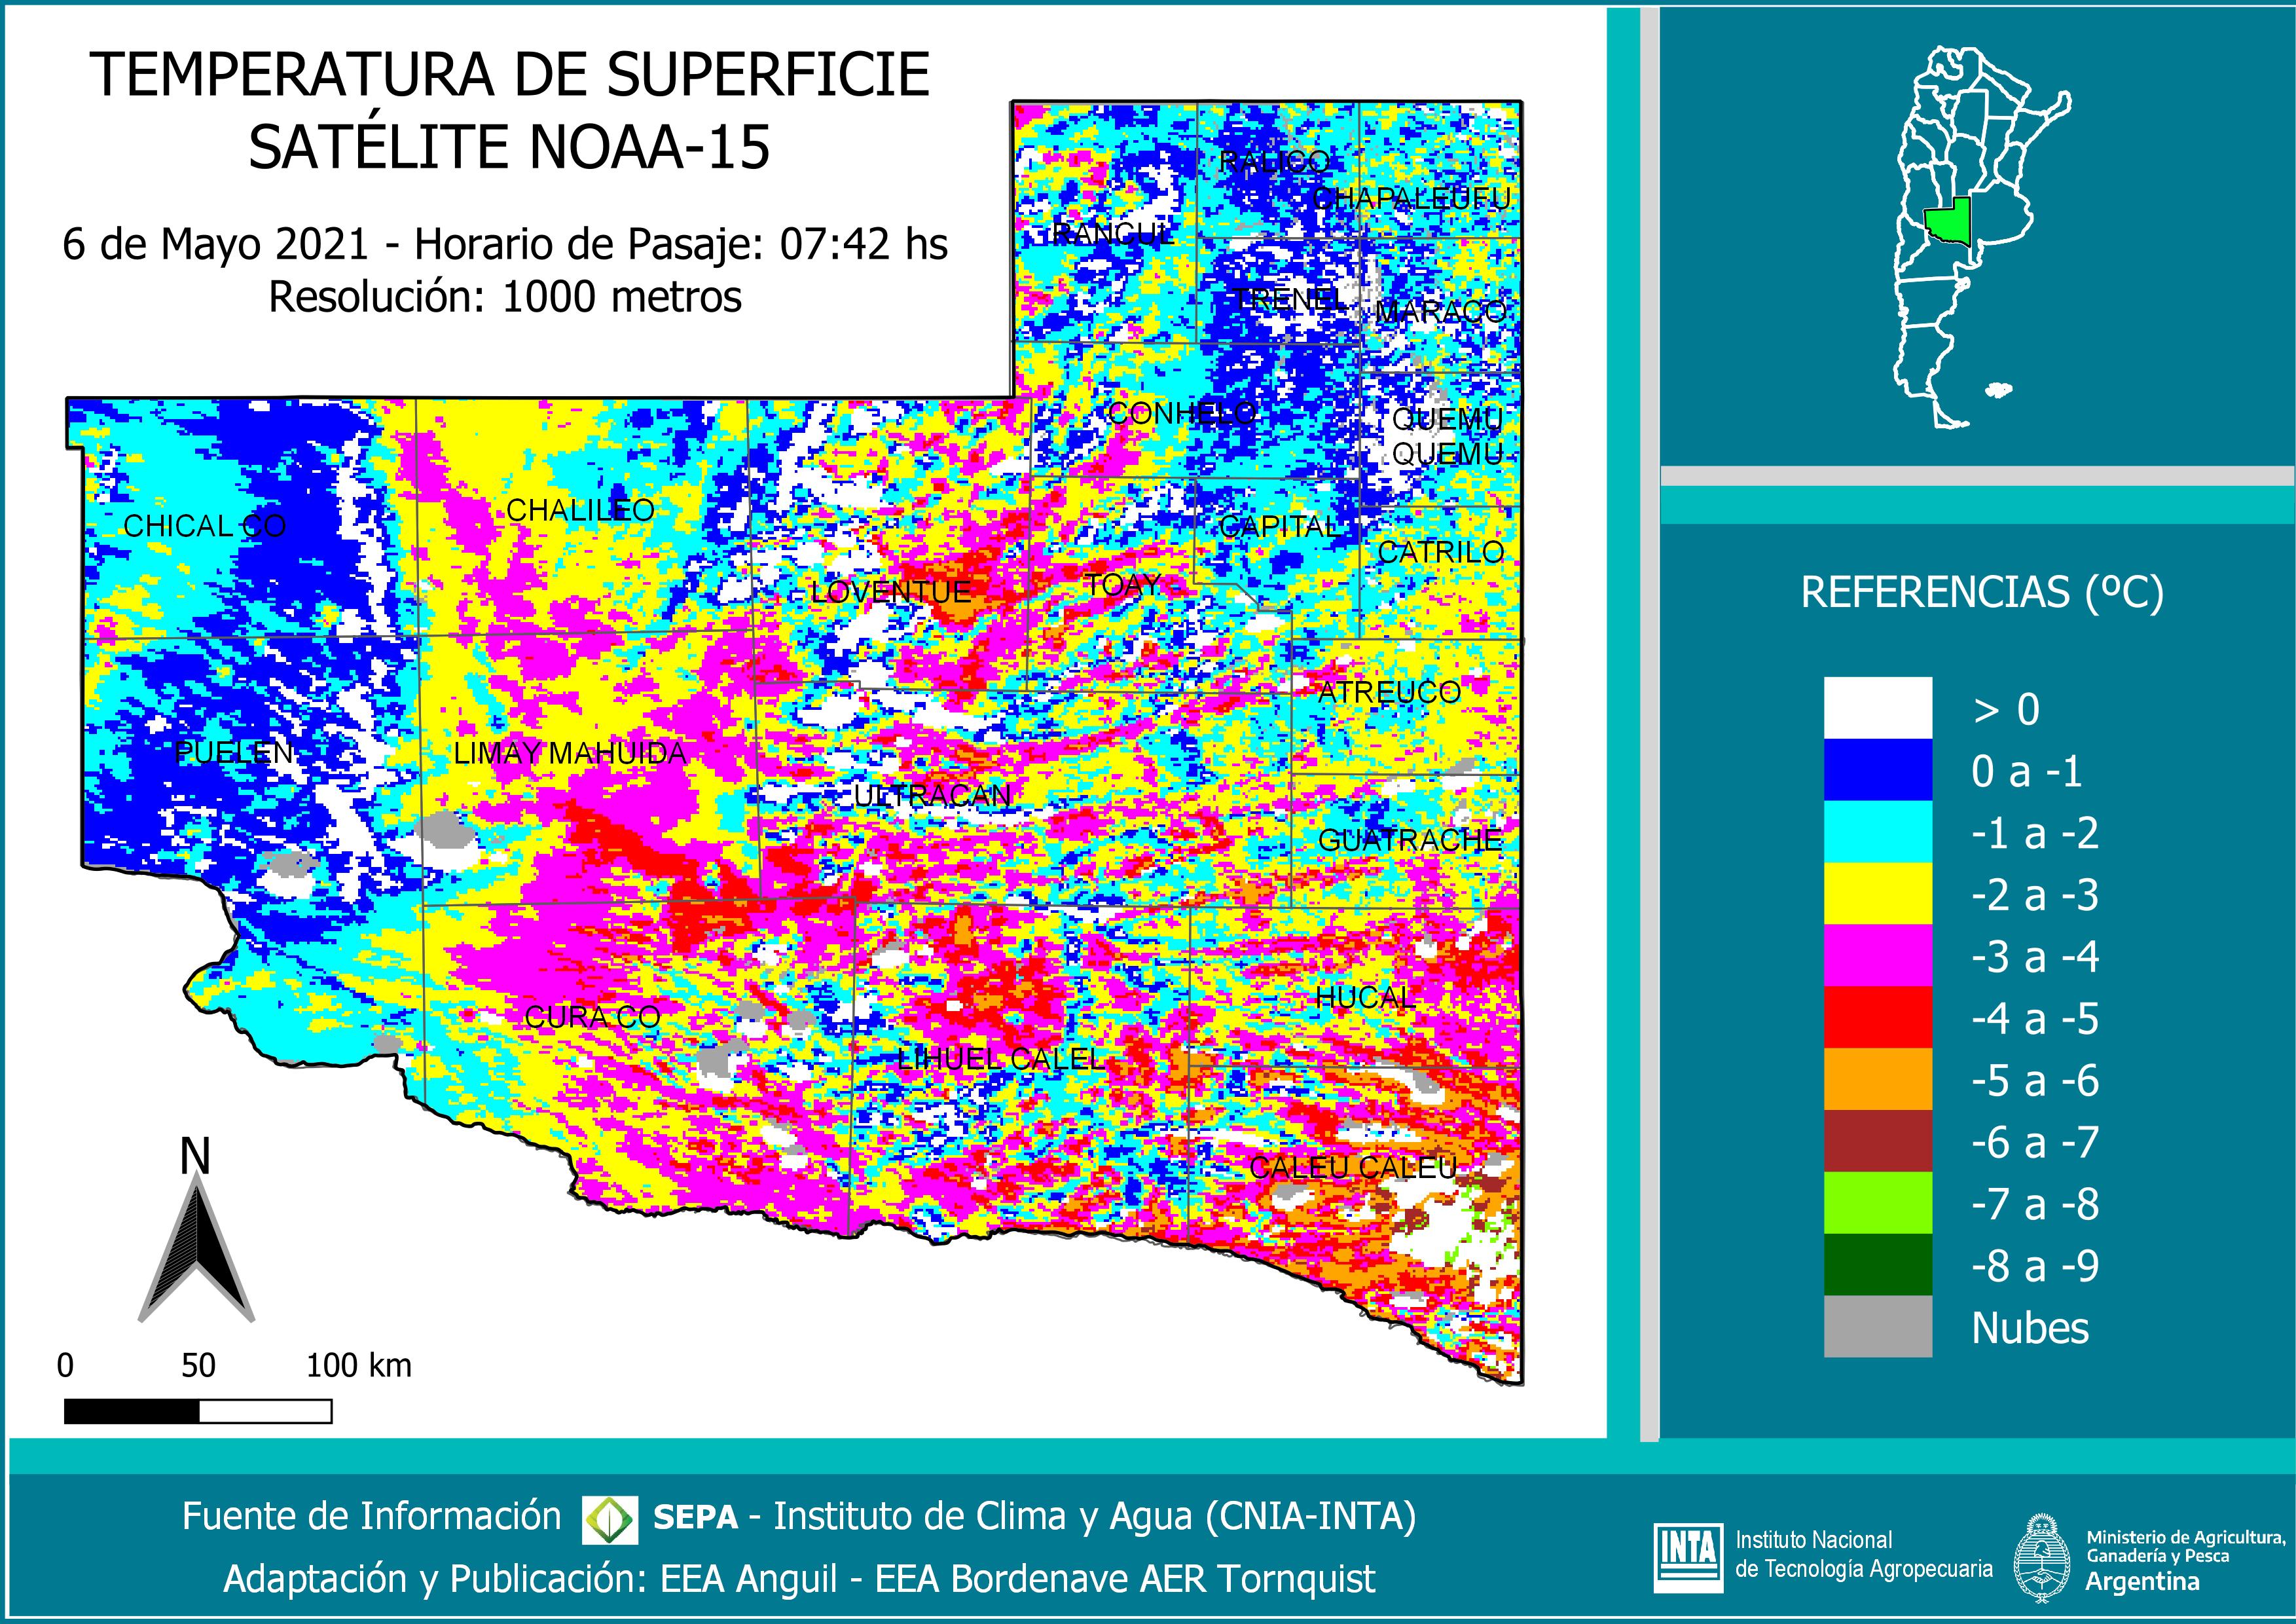 TEMPERATURA DE SUPERFICIE
SATÉLITE NOAA-15
6 de Mayo 2021 - Horario de Pasaje: 07:42 hs
Resolución: 1000 metros
RALICO
CHAPALEUFU
RANCUL
TRENEL
MARACO
CONHELO
QUEMU
QUEMU
CHICAL CO
CHALILEO
CAPITAL
CATRILO
LOVENTUE
TOAY
ATREUCO
PUELEN
LIMAY MAHUIDA
ULTRACAN
GUATRACHE
CURA CO
HUCAL
LIHUEL CALEL
CALEU CALEU
N
0 50 100 km
REFERENCIAS (ºC)
> 0
0 a -1
-1 a -2
-2 a -3
-3 a -4
-4 a -5
-5 a -6
-6 a -7
-7 a -8
-8 a -9
Nubes
Fuente de Información SEPA - Instituto de Clima y Agua (CNIA-INTA)
Adaptación y Publicación: EEA Anguil - EEA Bordenave AER Tornquist
INTA
Instituto Nacional
de Tecnología Agropecuaria
Ministerio de Agricultura,
Ganadería y Pesca
Argentina